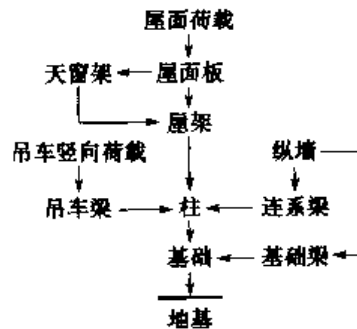 屋面荷载
天窗架 屋面板
屋架
吊车竖向荷载 纵墙
吊车梁 柱 连系梁
基础 基础梁
地基